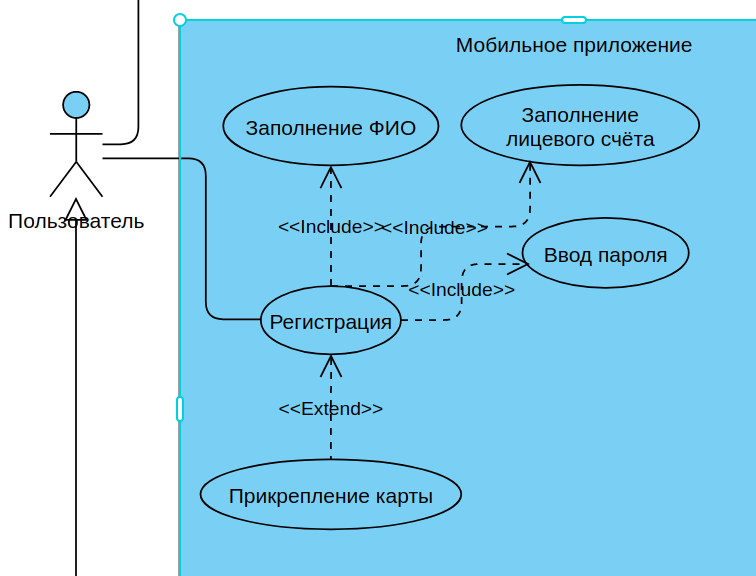 Мобильное приложение
Заполнение ФИО
Заполнение
лицевого счёта
Пользователь
<<Include>>
<<Include>>
Ввод пароля
<<Include>>
Регистрация
<<Extend>>
Прикрепление карты